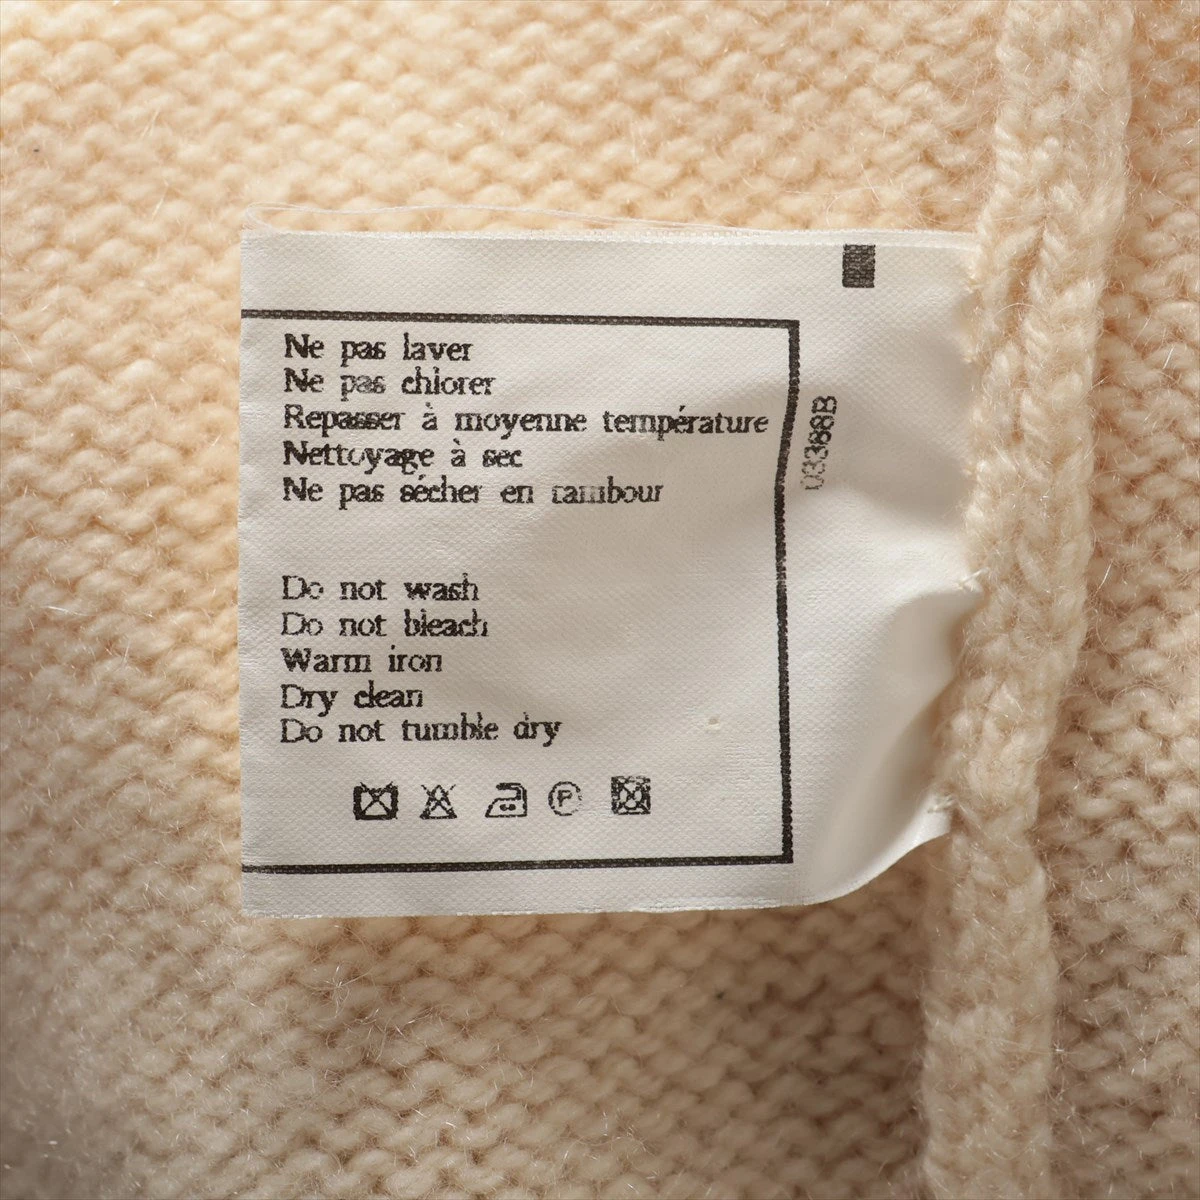 Ne pas laver
Ne pas chlorer
Repasser à moyenne température
Nettoyage à sec
Ne pas sécher en tambour
Do not wash
Do not bleach
Warm iron
Dry clean
Do not tumble dry
P
03388B